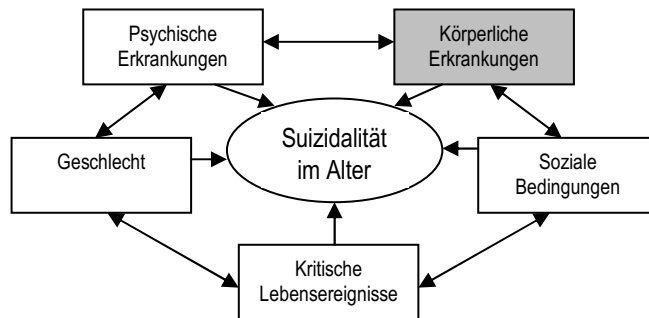 Psychische
Erkrankungen
Körperliche
Erkrankungen
Suizidalität
im Alter
Geschlecht
Soziale
Bedingungen
Kritische
Lebensereignisse